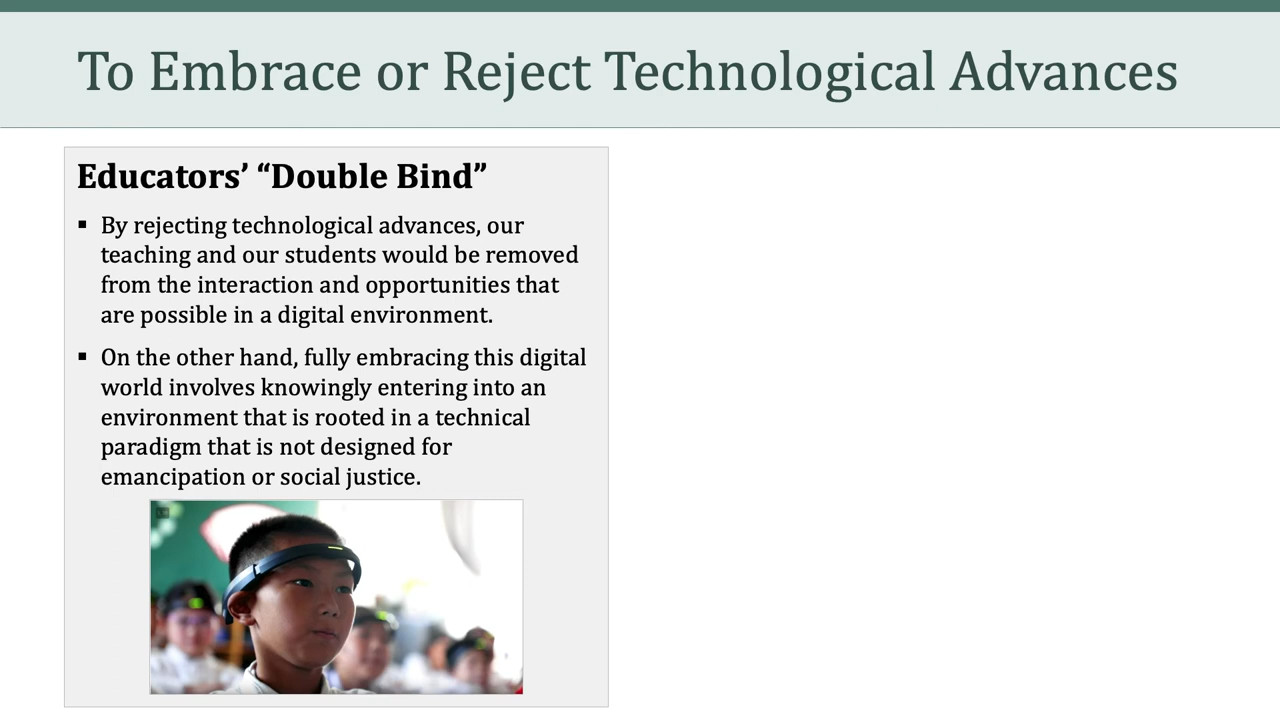 To Embrace or Reject Technological Advances
Educators’ “Double Bind”
▪ By rejecting technological advances, our
teaching and our students would be removed
from the interaction and opportunities that
are possible in a digital environment.
▪ On the other hand, fully embracing this digital
world involves knowingly entering into an
environment that is rooted in a technical
paradigm that is not designed for
emancipation or social justice.